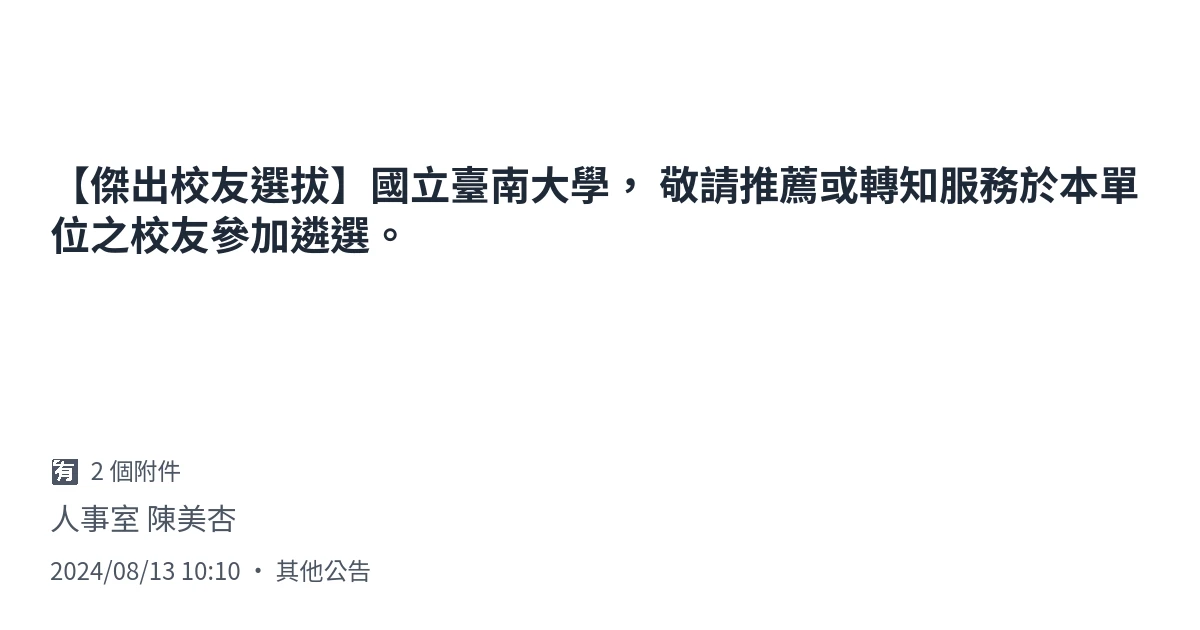 【傑出校友選拔】國立臺南大學， 敬請推薦或轉知服務於本單
位之校友參加遴選。
有 2 個附件
人事室 陳美杏
2024/08/13 10:10 ・ 其他公告